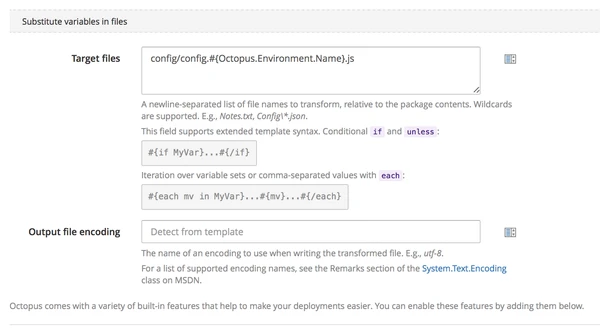 Substitute variables in files
Target files
config/config.#{Octopus.Environment.Name}.js
A newline-separated list of file names to transform, relative to the package contents. Wildcards
are supported. E.g., Notes.txt, Config\*.json.
This field supports extended template syntax. Conditional if and unless:
#{if MyVar}...#{/if}
Iteration over variable sets or comma-separated values with each:
#{each mv in MyVar}...#{mv}...#{/each}
Output file encoding
Detect from template
The name of an encoding to use when writing the transformed file. E.g., utf-8.
For a list of supported encoding names, see the Remarks section of the System.Text.Encoding
class on MSDN.
Octopus comes with a variety of built-in features that help to make your deployments easier. You can enable these features by adding them below.